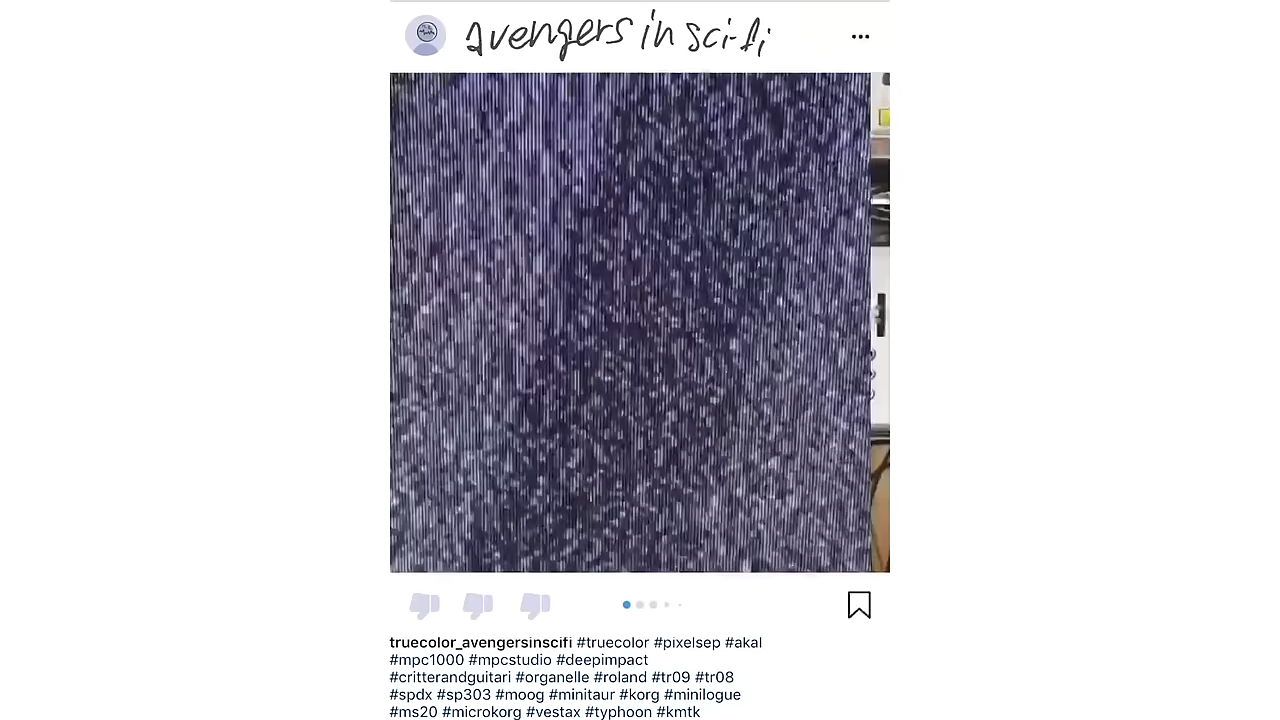 avengers in sci-fi
truecolor_avengersinscifi #truecolor #pixelsep #akal
#mpc1000 #mpcstudio #deepimpact
#critterandguitari #organelle #roland #tr09 #tr08
#spdx #sp303 #moog #minitaur #korg #minilogue
#ms20 #microkorg #vestax #typhoon #kmtk